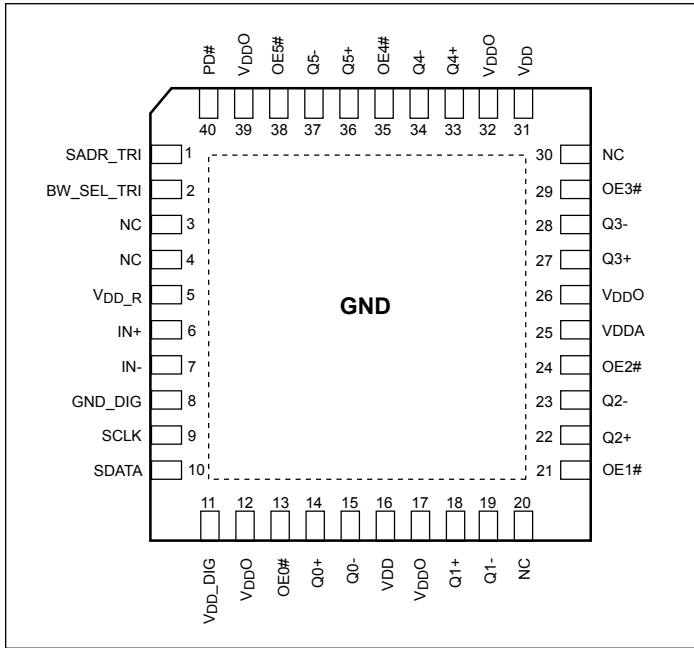 PD#
VDDO
OE5#
Q5-
Q5+
OE4#
Q4-
Q4+
VDDO
VDD
40 39 38 37 36 35 34 33 32 31
SADR_TRI 1
BW_SEL_TRI 2
NC 3
NC 4
VDD_R 5
IN+ 6
IN- 7
GND_DIG 8
SCLK 9
SDATA 10
GND
30 NC
29 OE3#
28 Q3-
27 Q3+
26 VDDO
25 VDDA
24 OE2#
23 Q2-
22 Q2+
21 OE1#
11 12 13 14 15 16 17 18 19 20
VDD_DIG
VDDO
OE0#
Q0+
Q0-
VDD
VDDO
Q1+
Q1-
NC